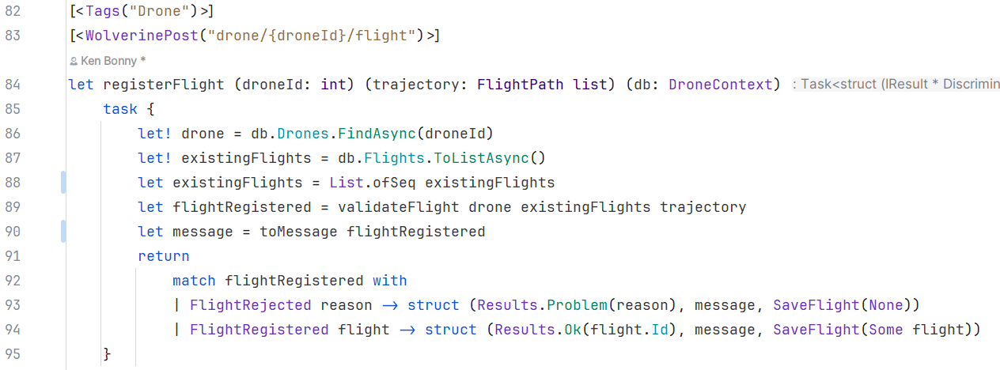 82 [<Tags("Drone")>]
83 [<WolverinePost("drone/{droneId}/flight")>]
Ken Bonny *
84 let registerFlight (droneId: int) (trajectory: FlightPath list) (db: DroneContext) : Task<struct (IResult * Discrimin
85 task {
86 let! drone = db.Drones.FindAsync(droneId)
87 let! existingFlights = db.Flights.ToListAsync()
88 let existingFlights = List.ofSeq existingFlights
89 let flightRegistered = validateFlight drone existingFlights trajectory
90 let message = toMessage flightRegistered
91 return
92 match flightRegistered with
93 | FlightRejected reason -> struct (Results.Problem(reason), message, SaveFlight(None))
94 | FlightRegistered flight -> struct (Results.Ok(flight.Id), message, SaveFlight(Some flight))
95 }